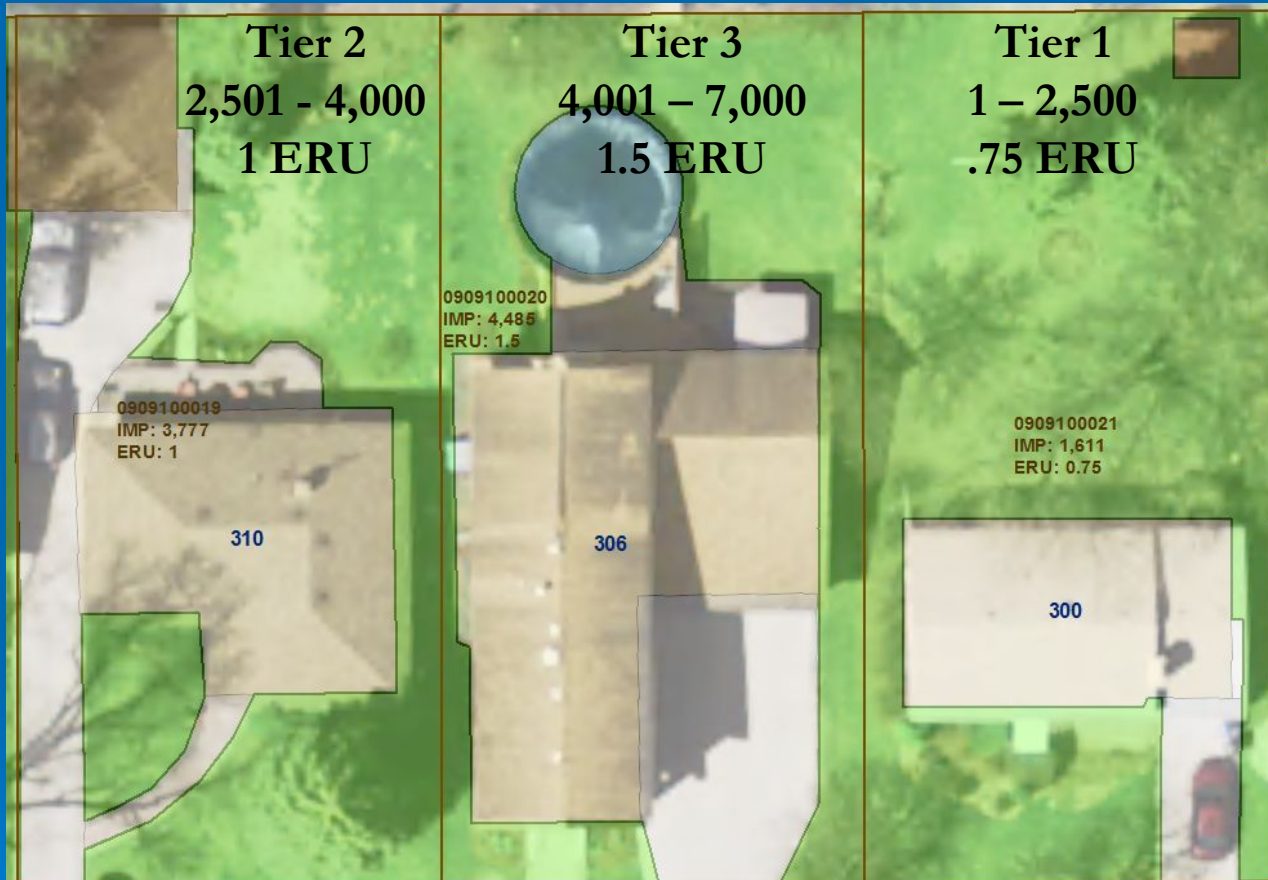 Tier 2
2,501 - 4,000
1 ERU
Tier 3
4,001 – 7,000
1.5 ERU
Tier 1
1 – 2,500
.75 ERU
0909100020
IMP: 4,485
ERU: 1.5
0909100019
IMP: 3,777
ERU: 1
0909100021
IMP: 1,611
ERU: 0.75
310
306
300